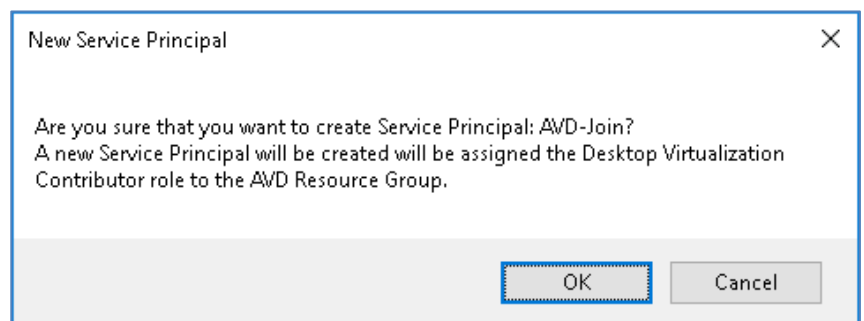 New Service Principal
Are you sure that you want to create Service Principal: AVD-Join?
A new Service Principal will be created will be assigned the Desktop Virtualization
Contributor role to the AVD Resource Group.
OK
Cancel